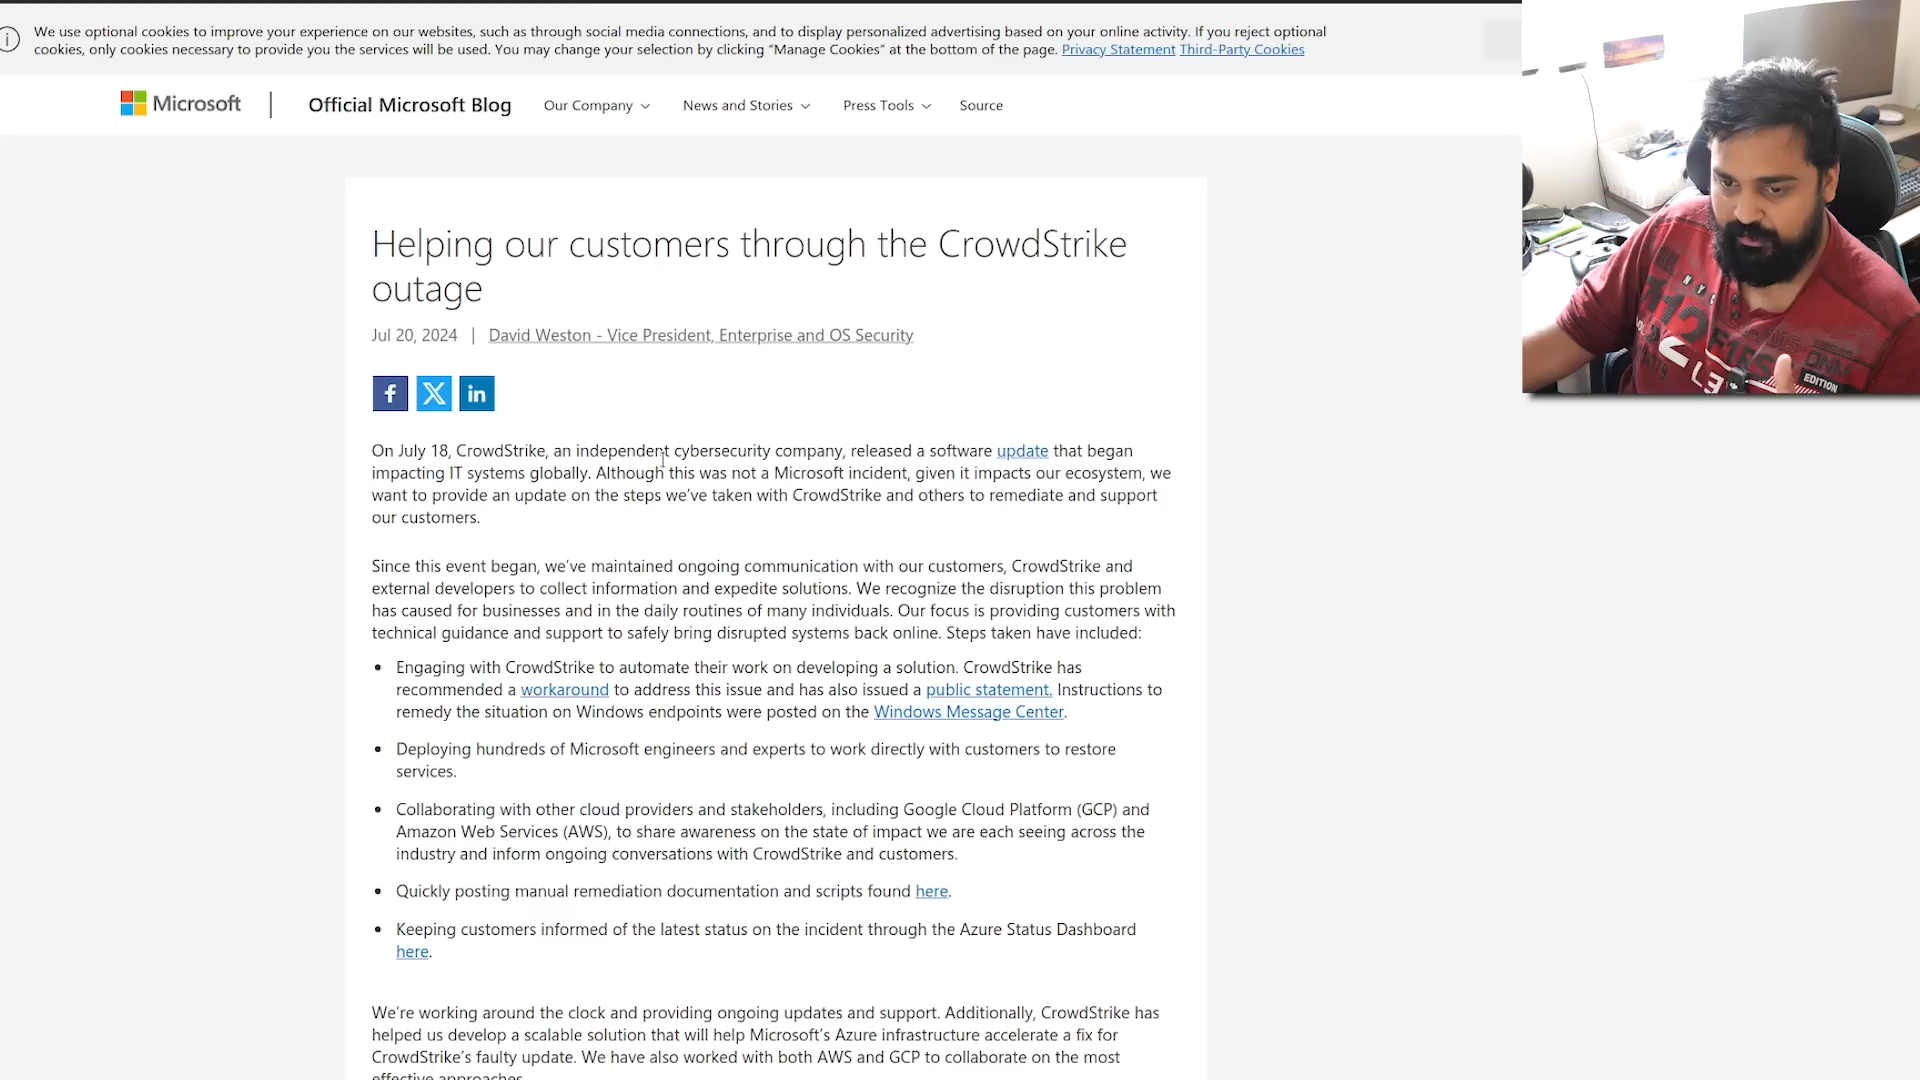 We use optional cookies to improve your experience on our websites, such as through social media connections, and to display personalized advertising based on your online activity. If you reject optional
cookies, only cookies necessary to provide you the services will be used. You may change your selection by clicking “Manage Cookies” at the bottom of the page. Privacy Statement Third-Party Cookies
Microsoft | Official Microsoft Blog Our Company News and Stories Press Tools Source
Helping our customers through the CrowdStrike
outage
Jul 20, 2024 | David Weston - Vice President, Enterprise and OS Security
On July 18, CrowdStrike, an independent cybersecurity company, released a software update that began
impacting IT systems globally. Although this was not a Microsoft incident, given it impacts our ecosystem, we
want to provide an update on the steps we’ve taken with CrowdStrike and others to remediate and support
our customers.
Since this event began, we’ve maintained ongoing communication with our customers, CrowdStrike and
external developers to collect information and expedite solutions. We recognize the disruption this problem
has caused for businesses and in the daily routines of many individuals. Our focus is providing customers with
technical guidance and support to safely bring disrupted systems back online. Steps taken have included:
• Engaging with CrowdStrike to automate their work on developing a solution. CrowdStrike has
recommended a workaround to address this issue and has also issued a public statement. Instructions to
remedy the situation on Windows endpoints were posted on the Windows Message Center.
• Deploying hundreds of Microsoft engineers and experts to work directly with customers to restore
services.
• Collaborating with other cloud providers and stakeholders, including Google Cloud Platform (GCP) and
Amazon Web Services (AWS), to share awareness on the state of impact we are each seeing across the
industry and inform ongoing conversations with CrowdStrike and customers.
• Quickly posting manual remediation documentation and scripts found here.
• Keeping customers informed of the latest status on the incident through the Azure Status Dashboard
here.
We’re working around the clock and providing ongoing updates and support. Additionally, CrowdStrike has
helped us develop a scalable solution that will help Microsoft’s Azure infrastructure accelerate a fix for
CrowdStrike’s faulty update. We have also worked with both AWS and GCP to collaborate on the most
effective approaches.
EDITION